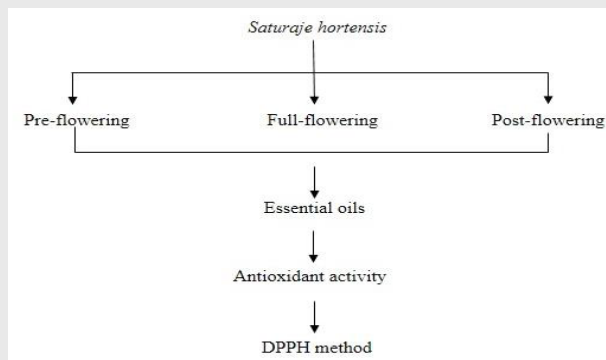 Saturaje hortensis
Pre-flowering Full-flowering Post-flowering
Essential oils
Antioxidant activity
DPPH method